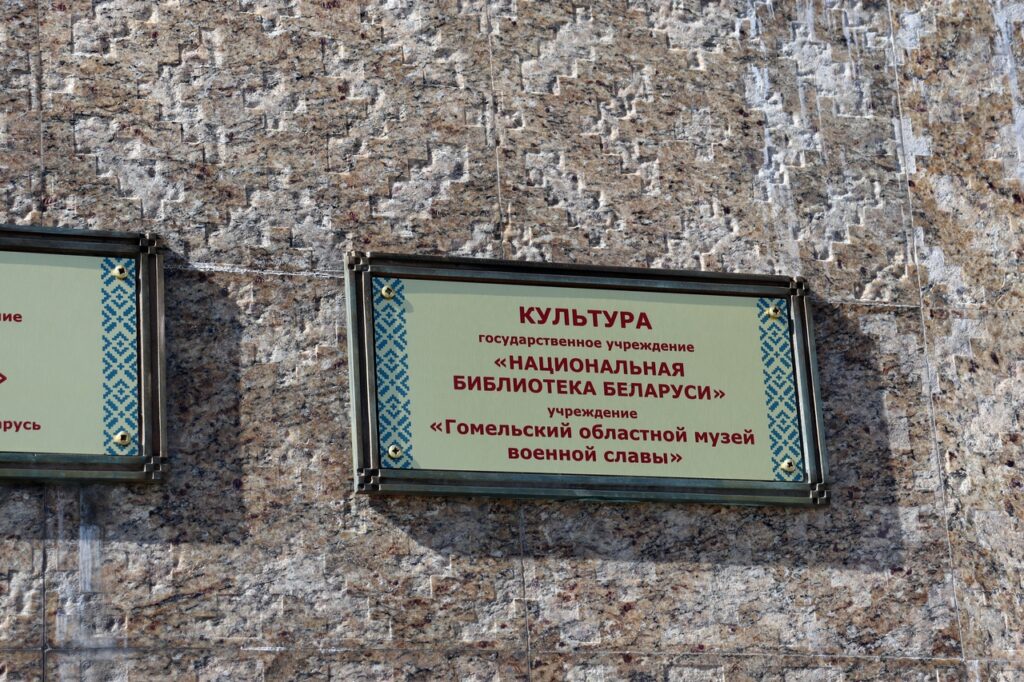 КУЛЬТУРА
государственное учреждение
«НАЦИОНАЛЬНАЯ
БИБЛИОТЕКА БЕЛАРУСИ»
учреждение
«Гомельский областной музей
военной славы»